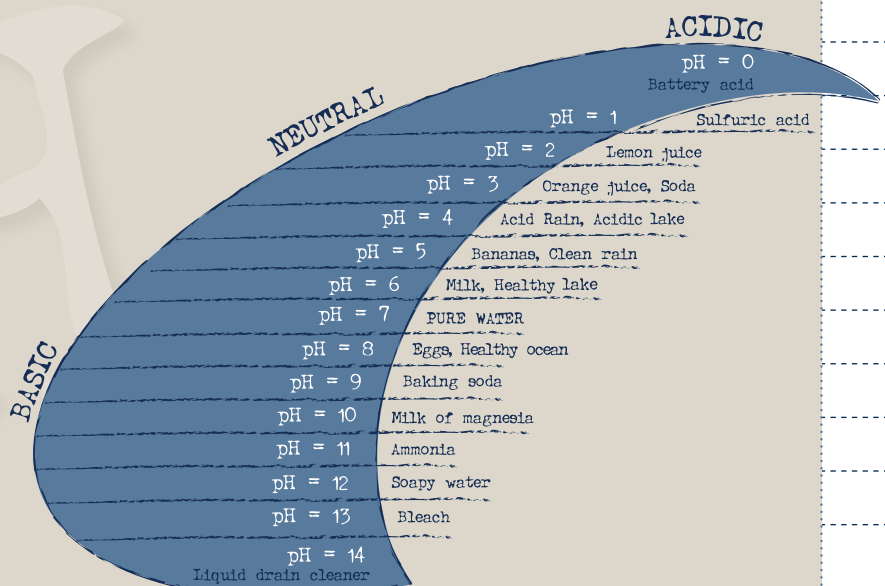 ACIDIC
pH = 0
Battery acid
NEUTRAL
pH = 1 Sulfuric acid
pH = 2 Lemon juice
pH = 3 Orange juice, Soda
pH = 4 Acid Rain, Acidic lake
pH = 5 Bananas, Clean rain
pH = 6 Milk, Healthy lake
pH = 7 PURE WATER
BASIC
pH = 8 Eggs, Healthy ocean
pH = 9 Baking soda
pH = 10 Milk of magnesia
pH = 11 Ammonia
pH = 12 Soapy water
pH = 13 Bleach
pH = 14
Liquid drain cleaner